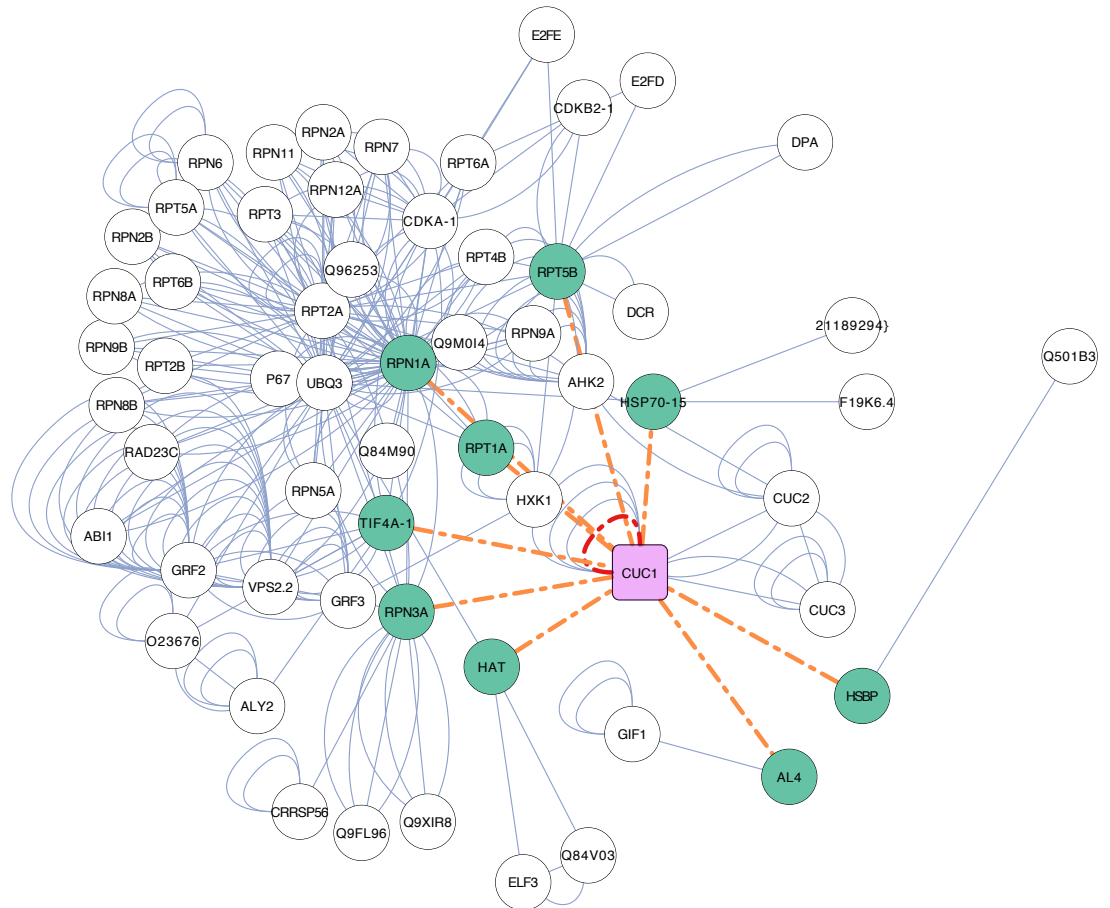 E2FE
E2FD
CDKB2-1
DPA
RPN2A
RPN7
RPN11
RPN6
RPT6A
RPN12A
RPT5A
RPT3
CDKA-1
RPN2B
RPT4B
Q96253
RPT5B
RPT6B
RPN8A
RPT2A
DCR
21189294}
RPN9A
Q9M0I4
RPN9B
Q501B3
RPN1A
RPT2B
P67
UBQ3
AHK2
HSP70-15
F19K6.4
RPN8B
RPT1A
RAD23C
Q84M90
RPN5A
HXK1
CUC2
TIF4A-1
ABI1
GRF2
CUC1
VPS2.2
GRF3
RPN3A
CUC3
O23676
HAT
HSBP
ALY2
GIF1
AL4
CRRSP56
Q9XIR8
Q9FL96
Q84V03
ELF3